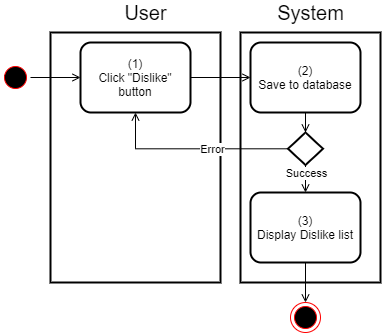 User
System
(1)
Click "Dislike"
button
(2)
Save to database
Error
Success
(3)
Display Dislike list